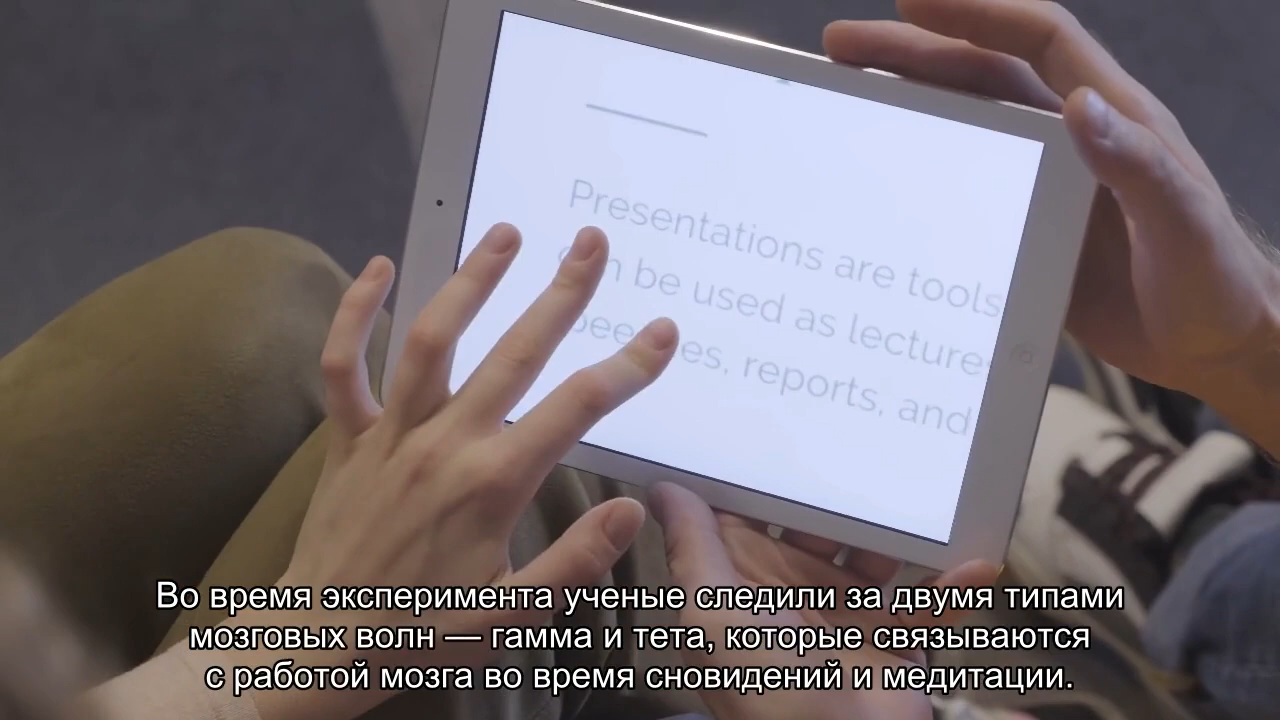 Presentations are tools
be used as lectures
reports, and
Во время эксперимента ученые следили за двумя типами
мозговых волн — гамма и тета, которые связываются
с работой мозга во время сновидений и медитации.